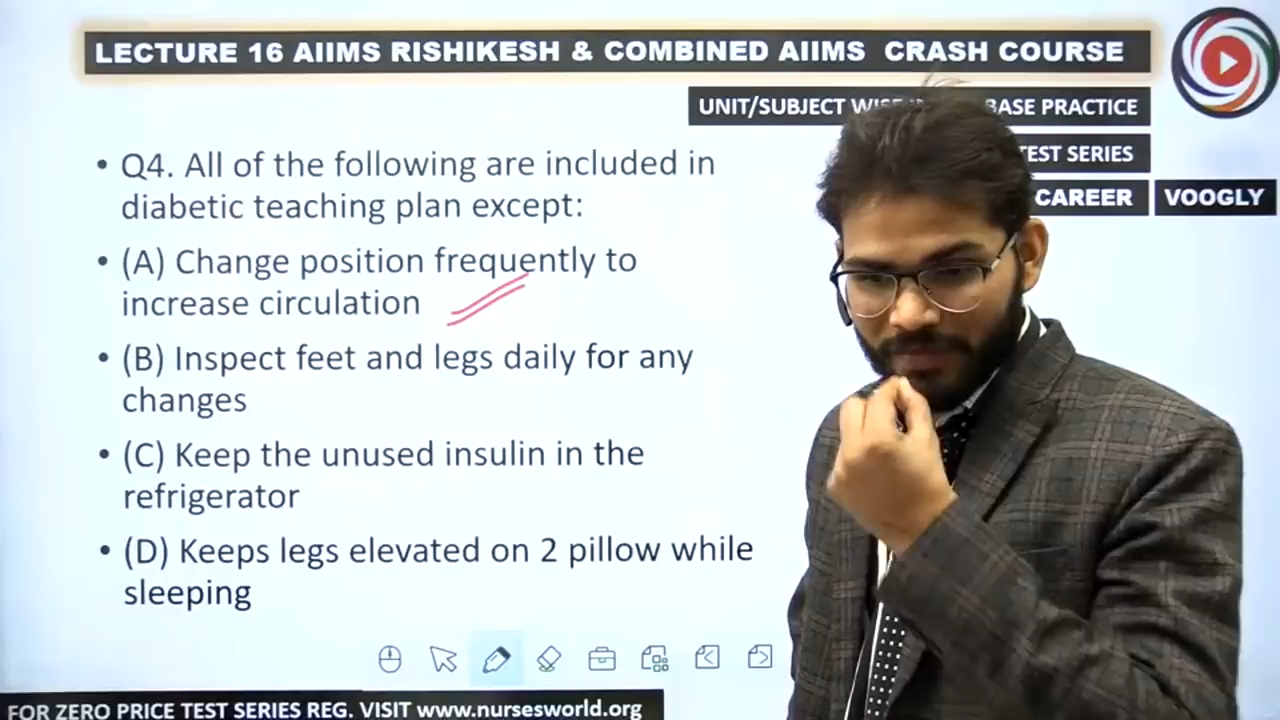 LECTURE 16 AIIMS RISHIKESH & COMBINED AIIMS CRASH COURSE
UNIT/SUBJECT BASE PRACTICE
TEST SERIES
CAREER VOOGLY
• Q4. All of the following are included in
diabetic teaching plan except:
• (A) Change position frequently to
increase circulation
• (B) Inspect feet and legs daily for any
changes
• (C) Keep the unused insulin in the
refrigerator
• (D) Keeps legs elevated on 2 pillow while
sleeping
FOR ZERO PRICE TEST SERIES REG. VISIT www.nursesworld.org